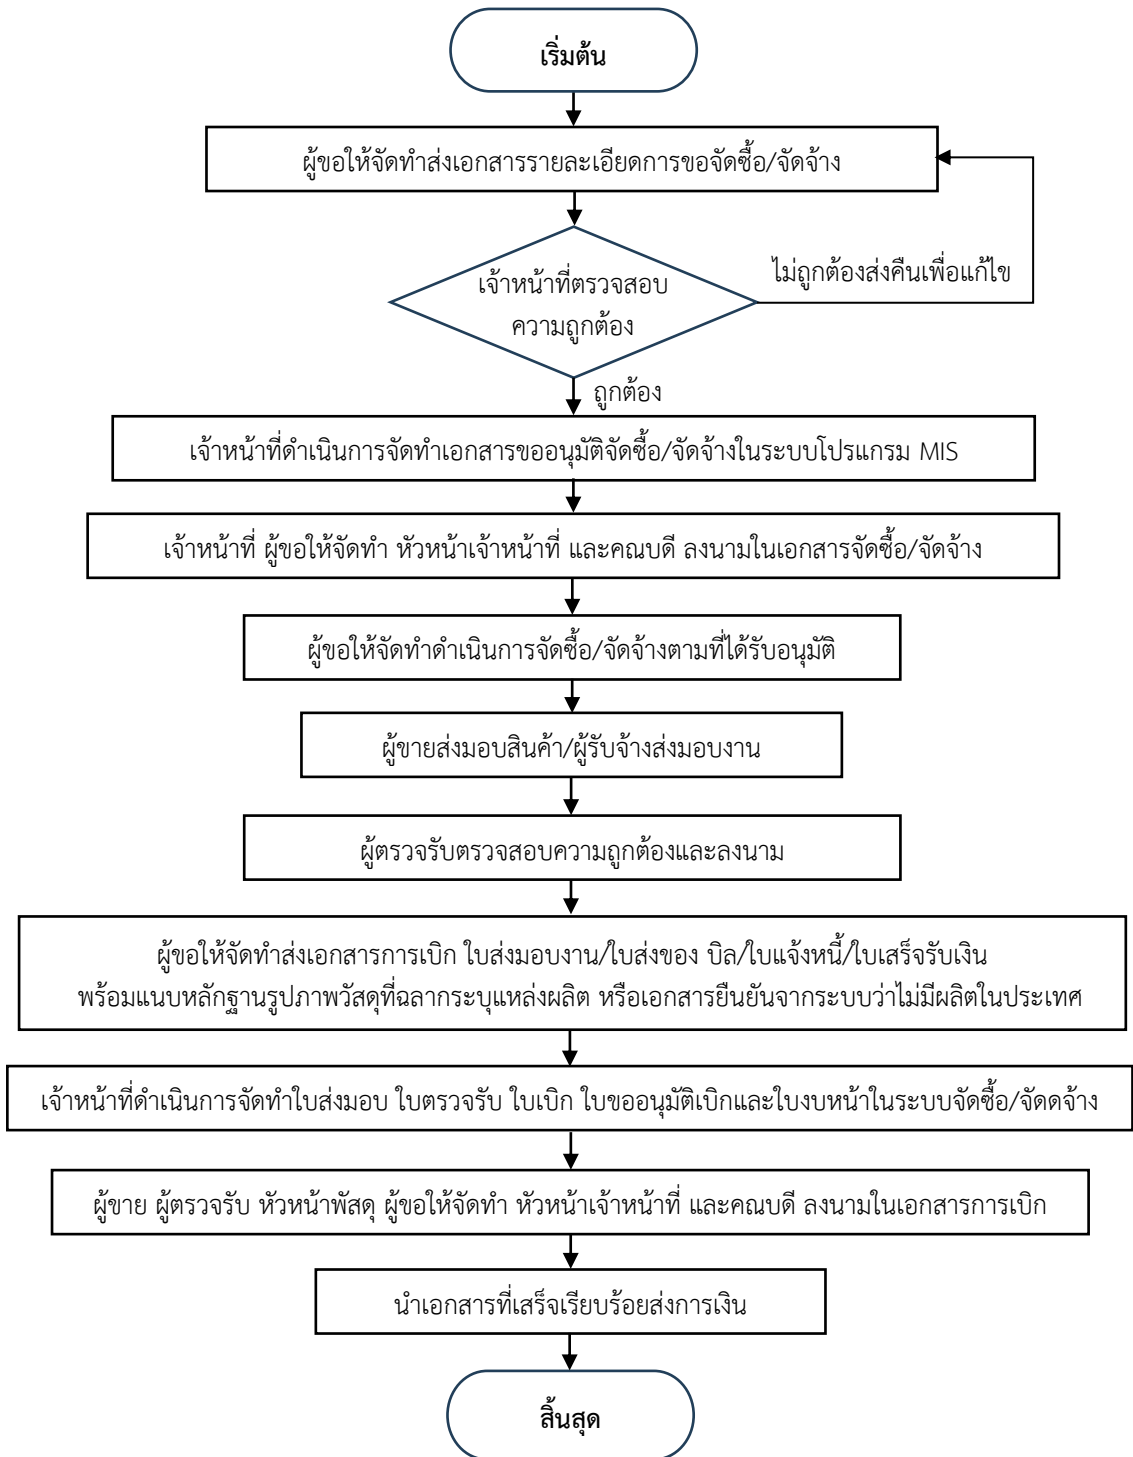 เริ่มต้น
ผู้ขอให้จัดทำส่งเอกสารรายละเอียดการขอจัดซื้อ/จัดจ้าง
เจ้าหน้าที่ตรวจสอบ
ความถูกต้อง
ไม่ถูกต้องส่งคืนเพื่อแก้ไข
ถูกต้อง
เจ้าหน้าที่ดำเนินการจัดทำเอกสารขออนุมัติจัดซื้อ/จัดจ้างในระบบโปรแกรม MIS
เจ้าหน้าที่ ผู้ขอให้จัดทำ หัวหน้าเจ้าหน้าที่ และคณบดี ลงนามในเอกสารจัดซื้อ/จัดจ้าง
ผู้ขอให้จัดทำดำเนินการจัดซื้อ/จัดจ้างตามที่ได้รับอนุมัติ
ผู้ขายส่งมอบสินค้า/ผู้รับจ้างส่งมอบงาน
ผู้ตรวจรับตรวจสอบความถูกต้องและลงนาม
ผู้ขอให้จัดทำส่งเอกสารการเบิก ใบส่งมอบงาน/ใบส่งของ บิล/ใบแจ้งหนี้/ใบเสร็จรับเงิน
พร้อมแนบหลักฐานรูปภาพวัสดุที่ฉลากระบุแหล่งผลิต หรือเอกสารยืนยันจากระบบว่าไม่มีผลิตในประเทศ
เจ้าหน้าที่ดำเนินการจัดทำใบส่งมอบ ใบตรวจรับ ใบเบิก ใบขออนุมัติเบิกและใบงบหน้าในระบบจัดซื้อ/จัดดจ้าง
ผู้ขาย ผู้ตรวจรับ หัวหน้าพัสดุ ผู้ขอให้จัดทำ หัวหน้าเจ้าหน้าที่ และคณบดี ลงนามในเอกสารการเบิก
นำเอกสารที่เสร็จเรียบร้อยส่งการเงิน
สิ้นสุด